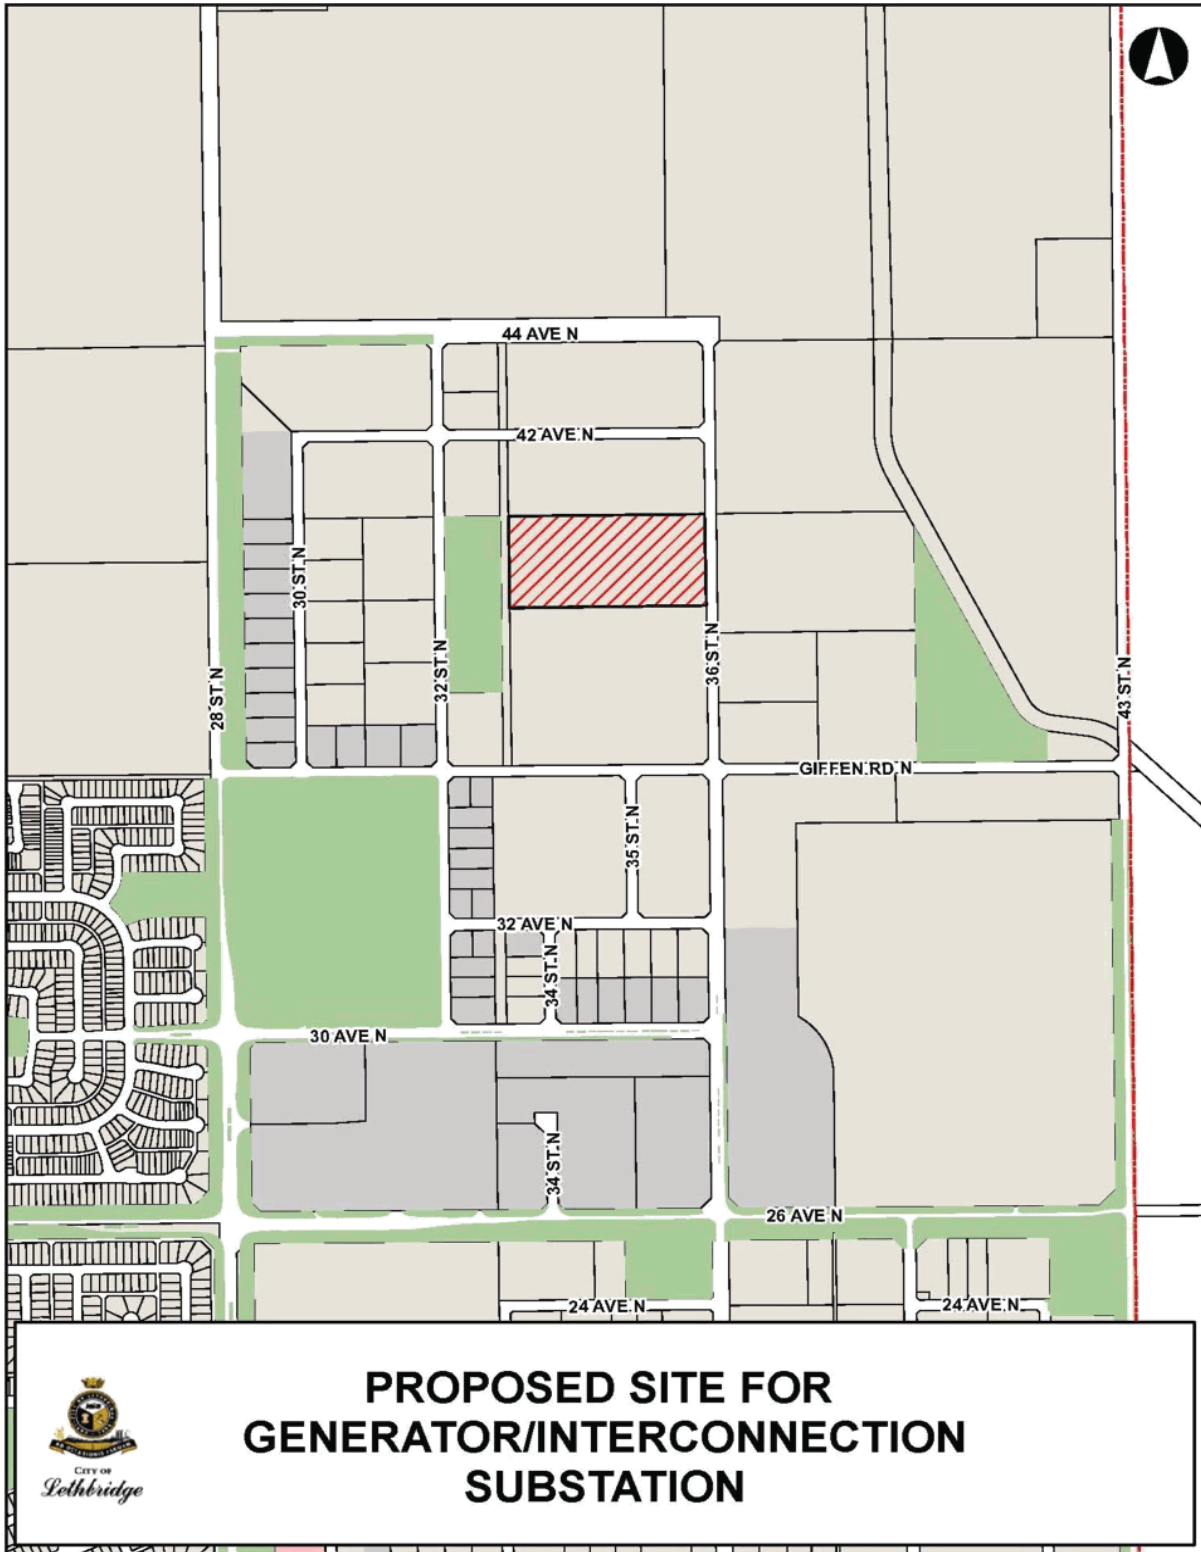 44 AVE N
42 AVE N
30 ST N
36 ST N
32 ST N
28 ST N
43 ST N
GIFFEN RD N
35 ST N
32 AVE N
34 ST N
30 AVE N
34 ST N
26 AVE N
24 AVE N
24 AVE N
PROPOSED SITE FOR
GENERATOR/INTERCONNECTION
SUBSTATION
CITY OF
Lethbridge